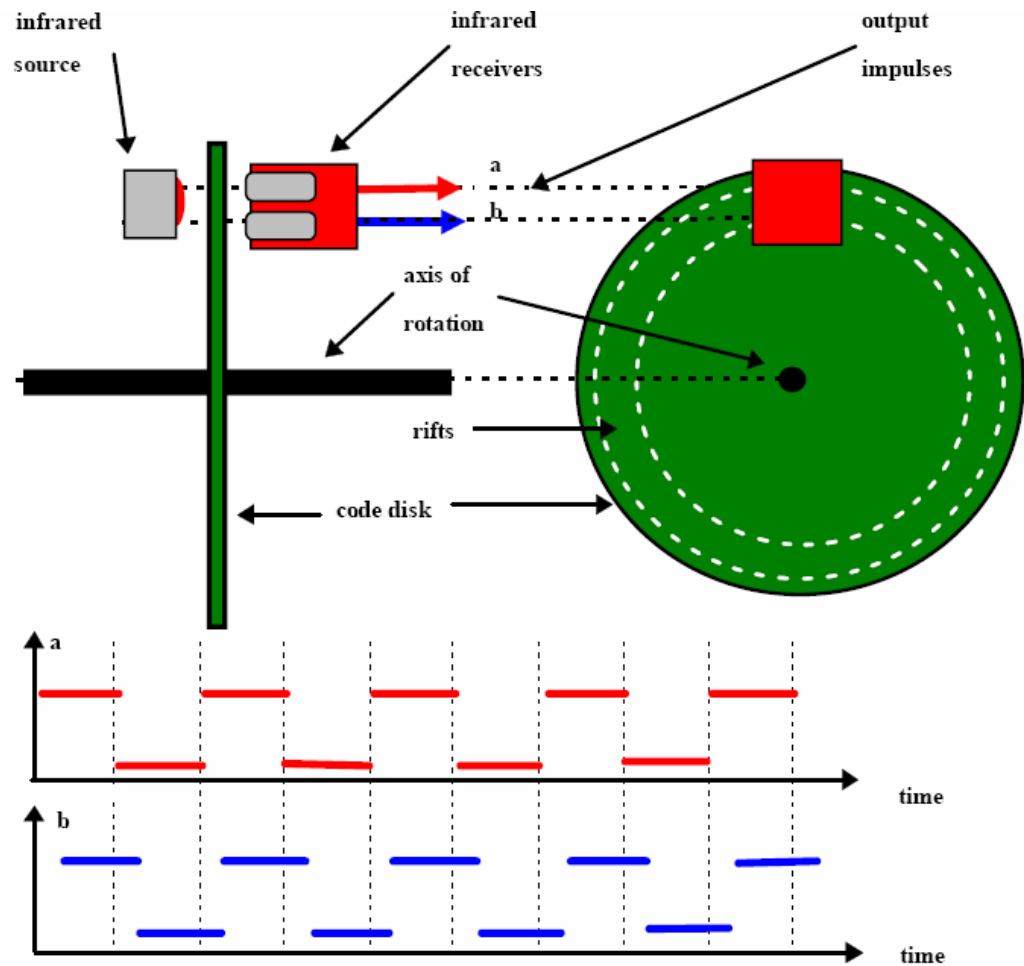 infrared
source
infrared
receivers
output
impulses
a
b
axis of
rotation
rifts
code disk
a
time
b
time